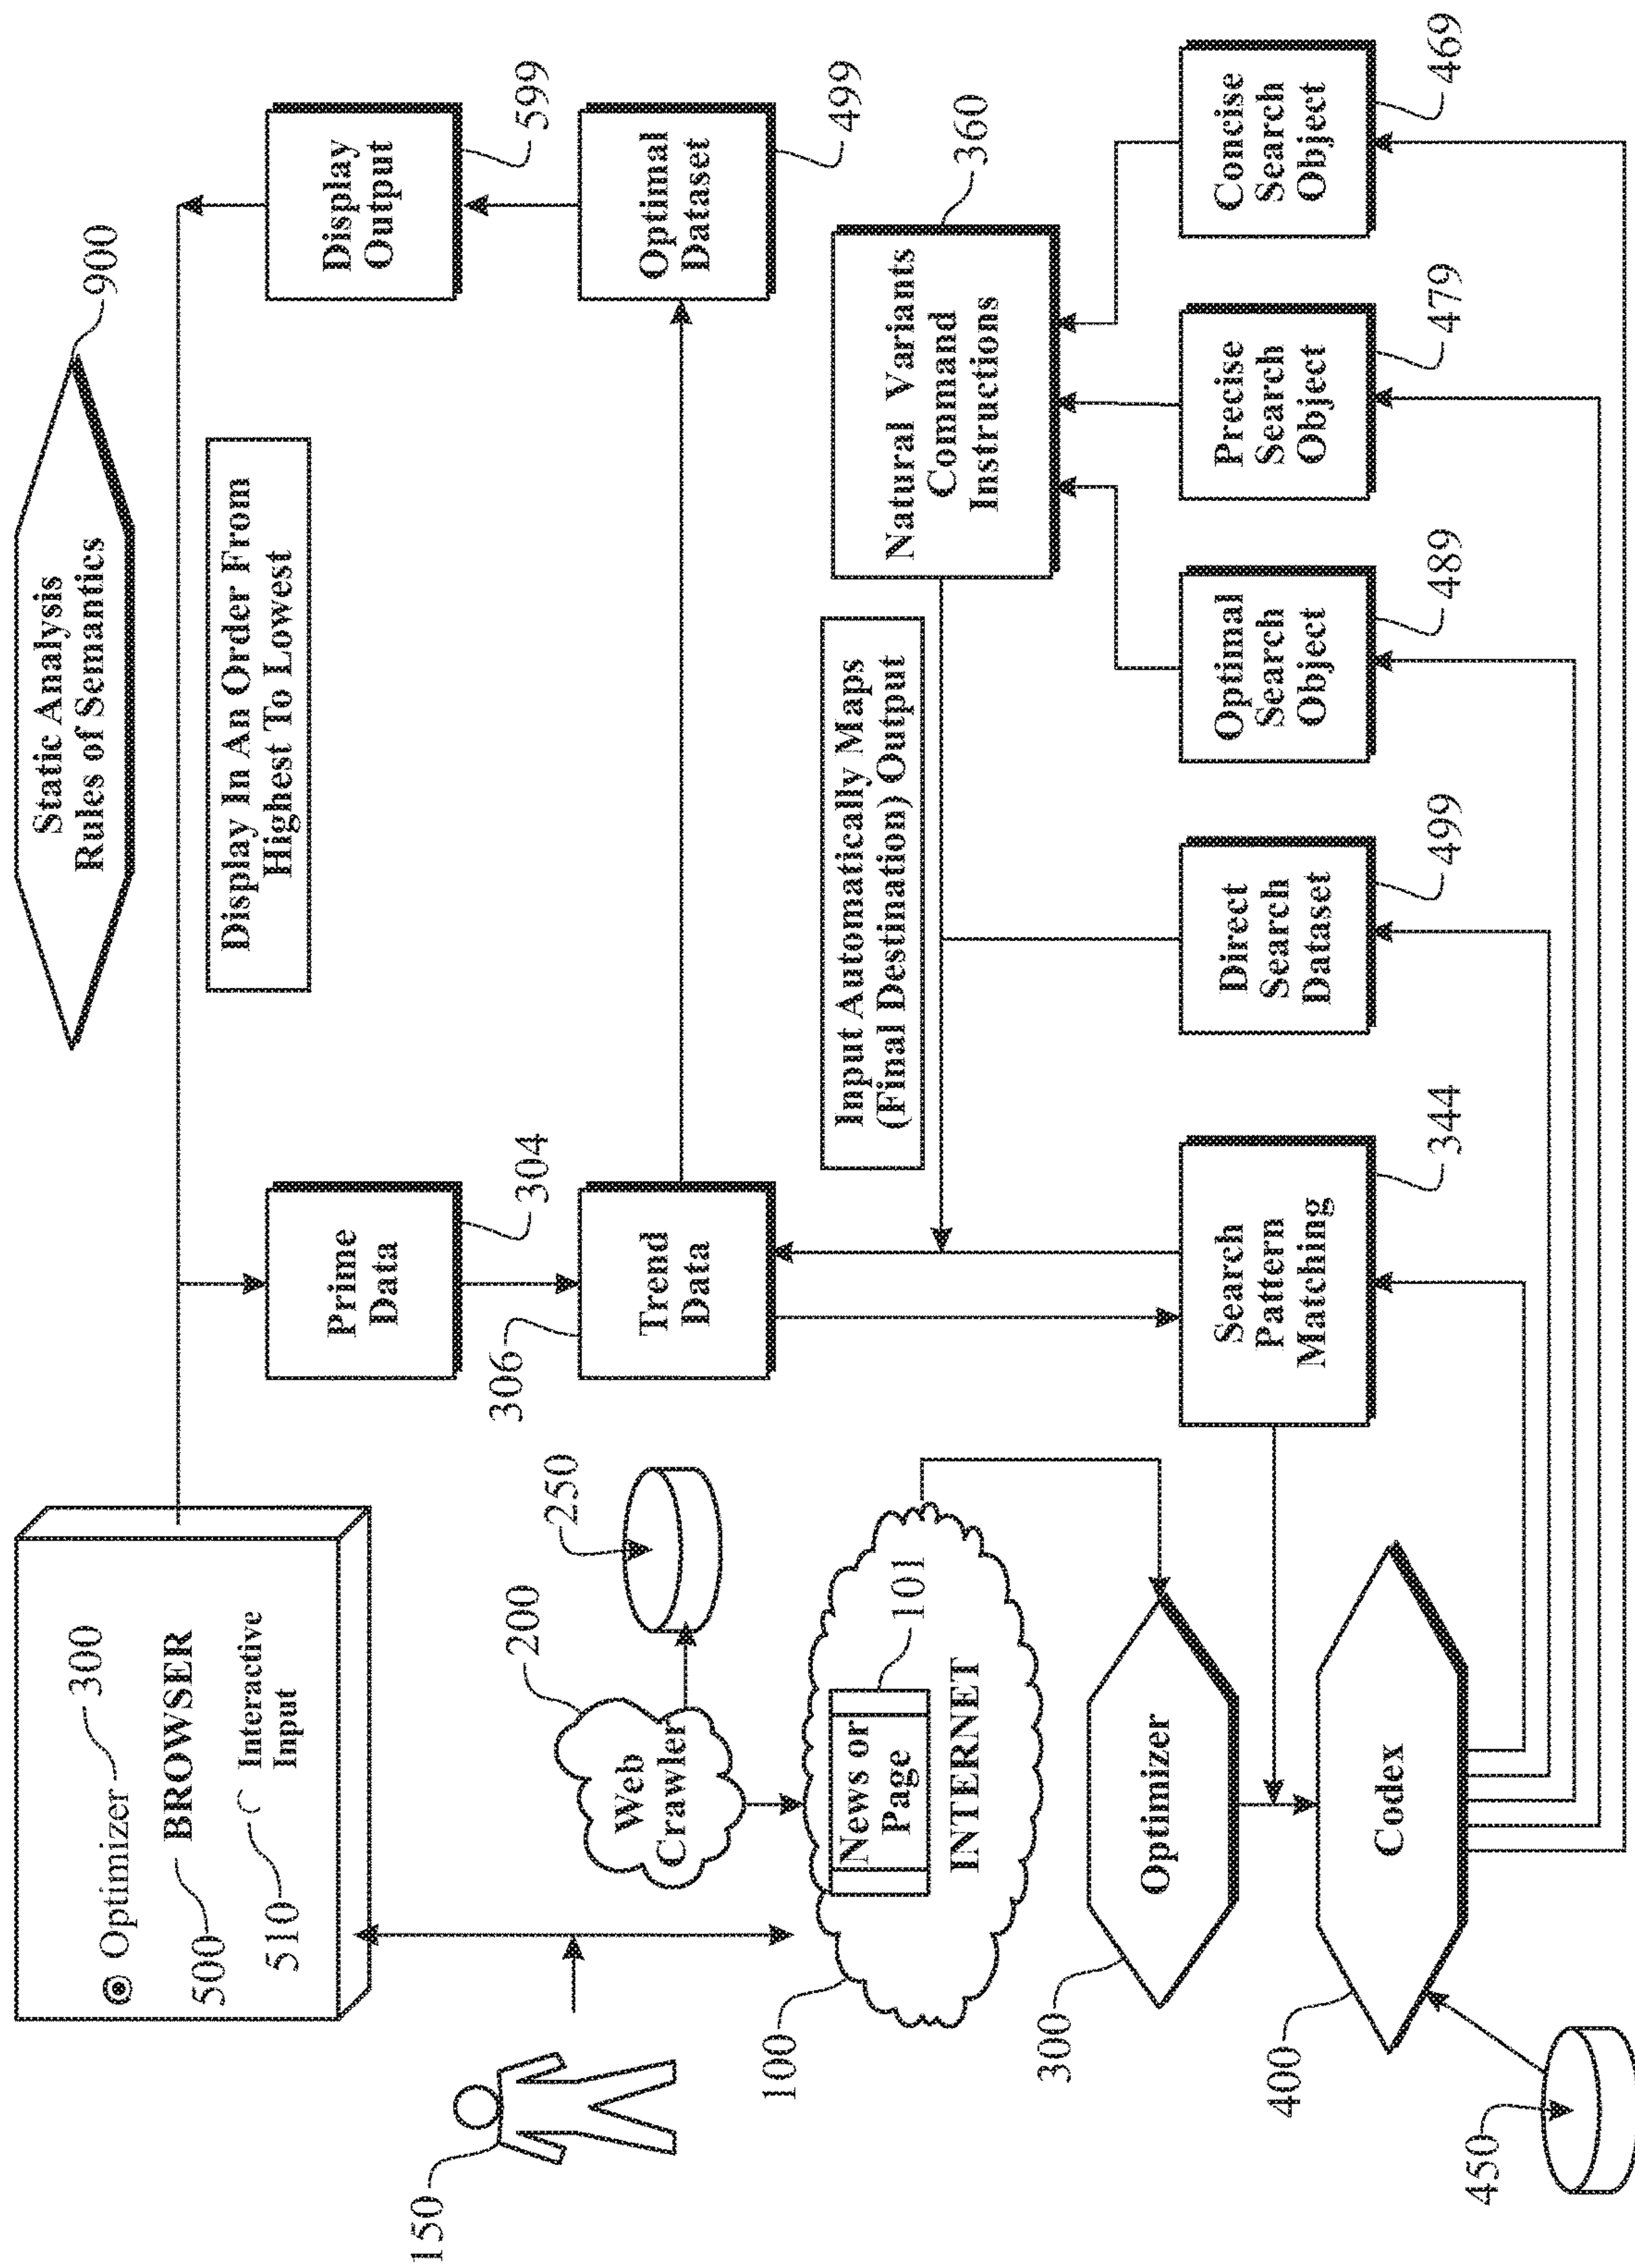 Optimizer 300
BROWSER
500
510
Interactive
Input
Static Analysis
Rules of Semantics
900
Display In An Order From
Highest To Lowest
150
Prime
Data
304
Display
Output
599
Web
Crawler
200
250
306
Trend
Data
Optimal
Dataset
499
100
News or
Page
101
INTERNET
Input Automatically Maps
(Final Destination) Output
Natural Variants
Command
Instructions
360
300
Optimizer
Search
Pattern
Matching
344
Direct
Search
Dataset
499
Optimal
Search
Object
489
Precise
Search
Object
479
Concise
Search
Object
469
400
Codex
450